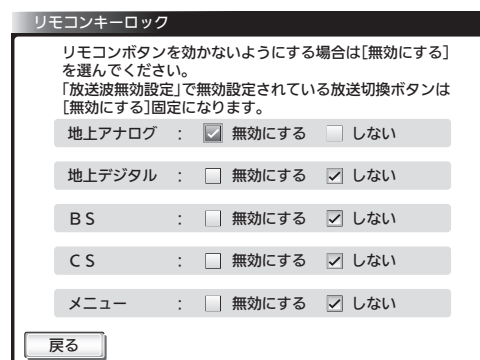 リモコンキーロック
リモコンボタンを効かないようにする場合は[無効にする]
を選んでください。
「放送波無効設定」で無効設定されている放送切換ボタンは
[無効にする]固定になります。
地上アナログ : 無効にする しない
地上デジタル : 無効にする しない
BS : 無効にする しない
CS : 無効にする しない
メニュー : 無効にする しない
戻る